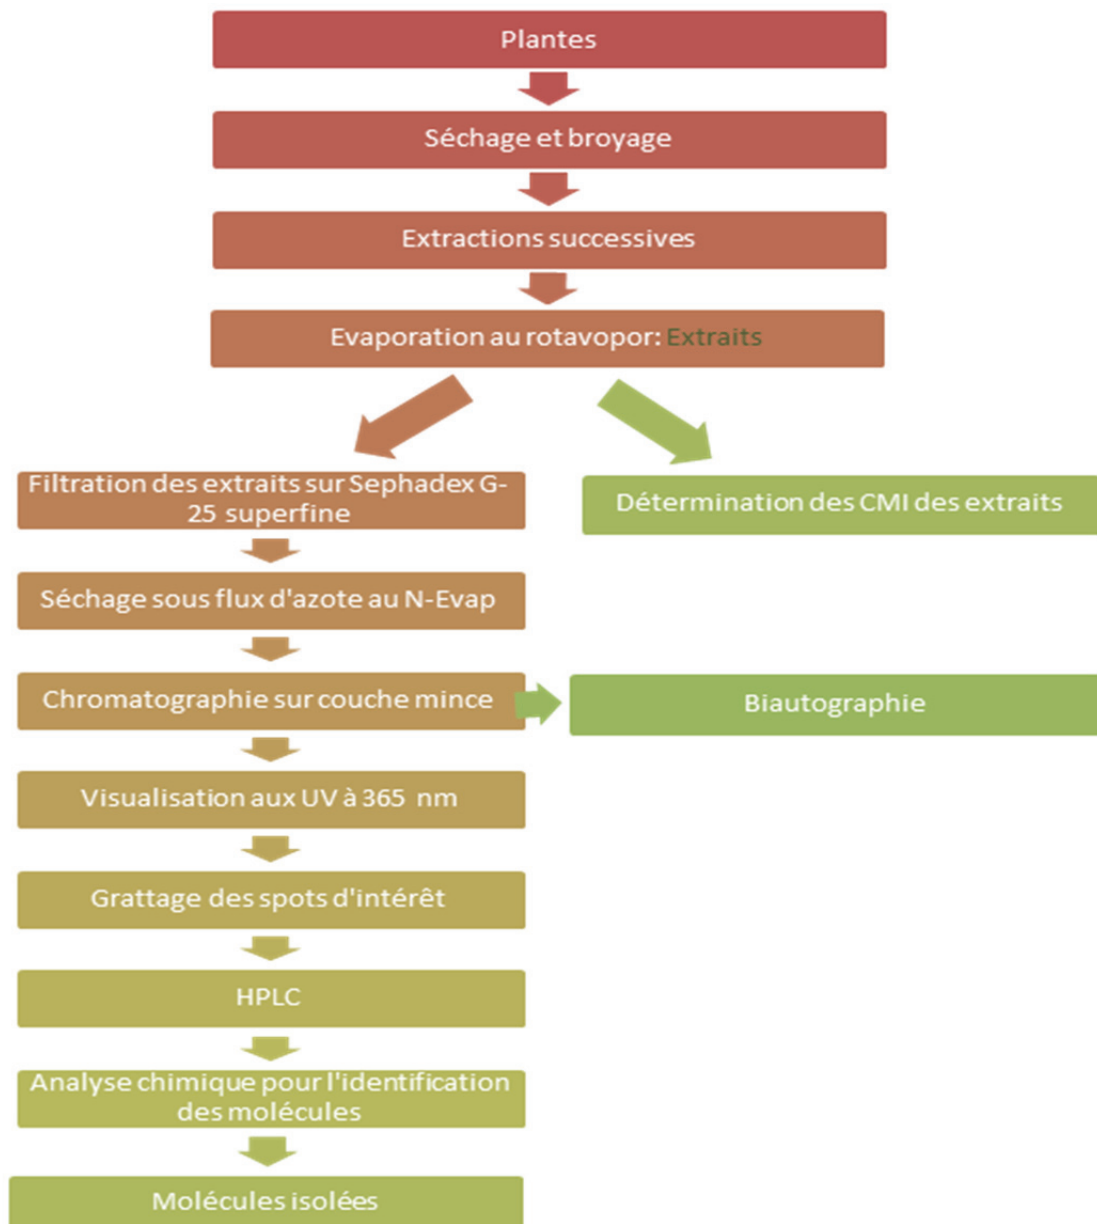 Plantes
Séchage et broyage
Extractions successives
Evaporation au rotavopor: Extraits
Filtration des extraits sur Sephadex G-
25 superfine
Détermination des CMI des extraits
Séchage sous flux d'azote au N-Evap
Chromatographie sur couche mince
Biautographie
Visualisation aux UV à 365 nm
Grattage des spots d'intérêt
HPLC
Analyse chimique pour l'identification
des molécules
Molécules isolées